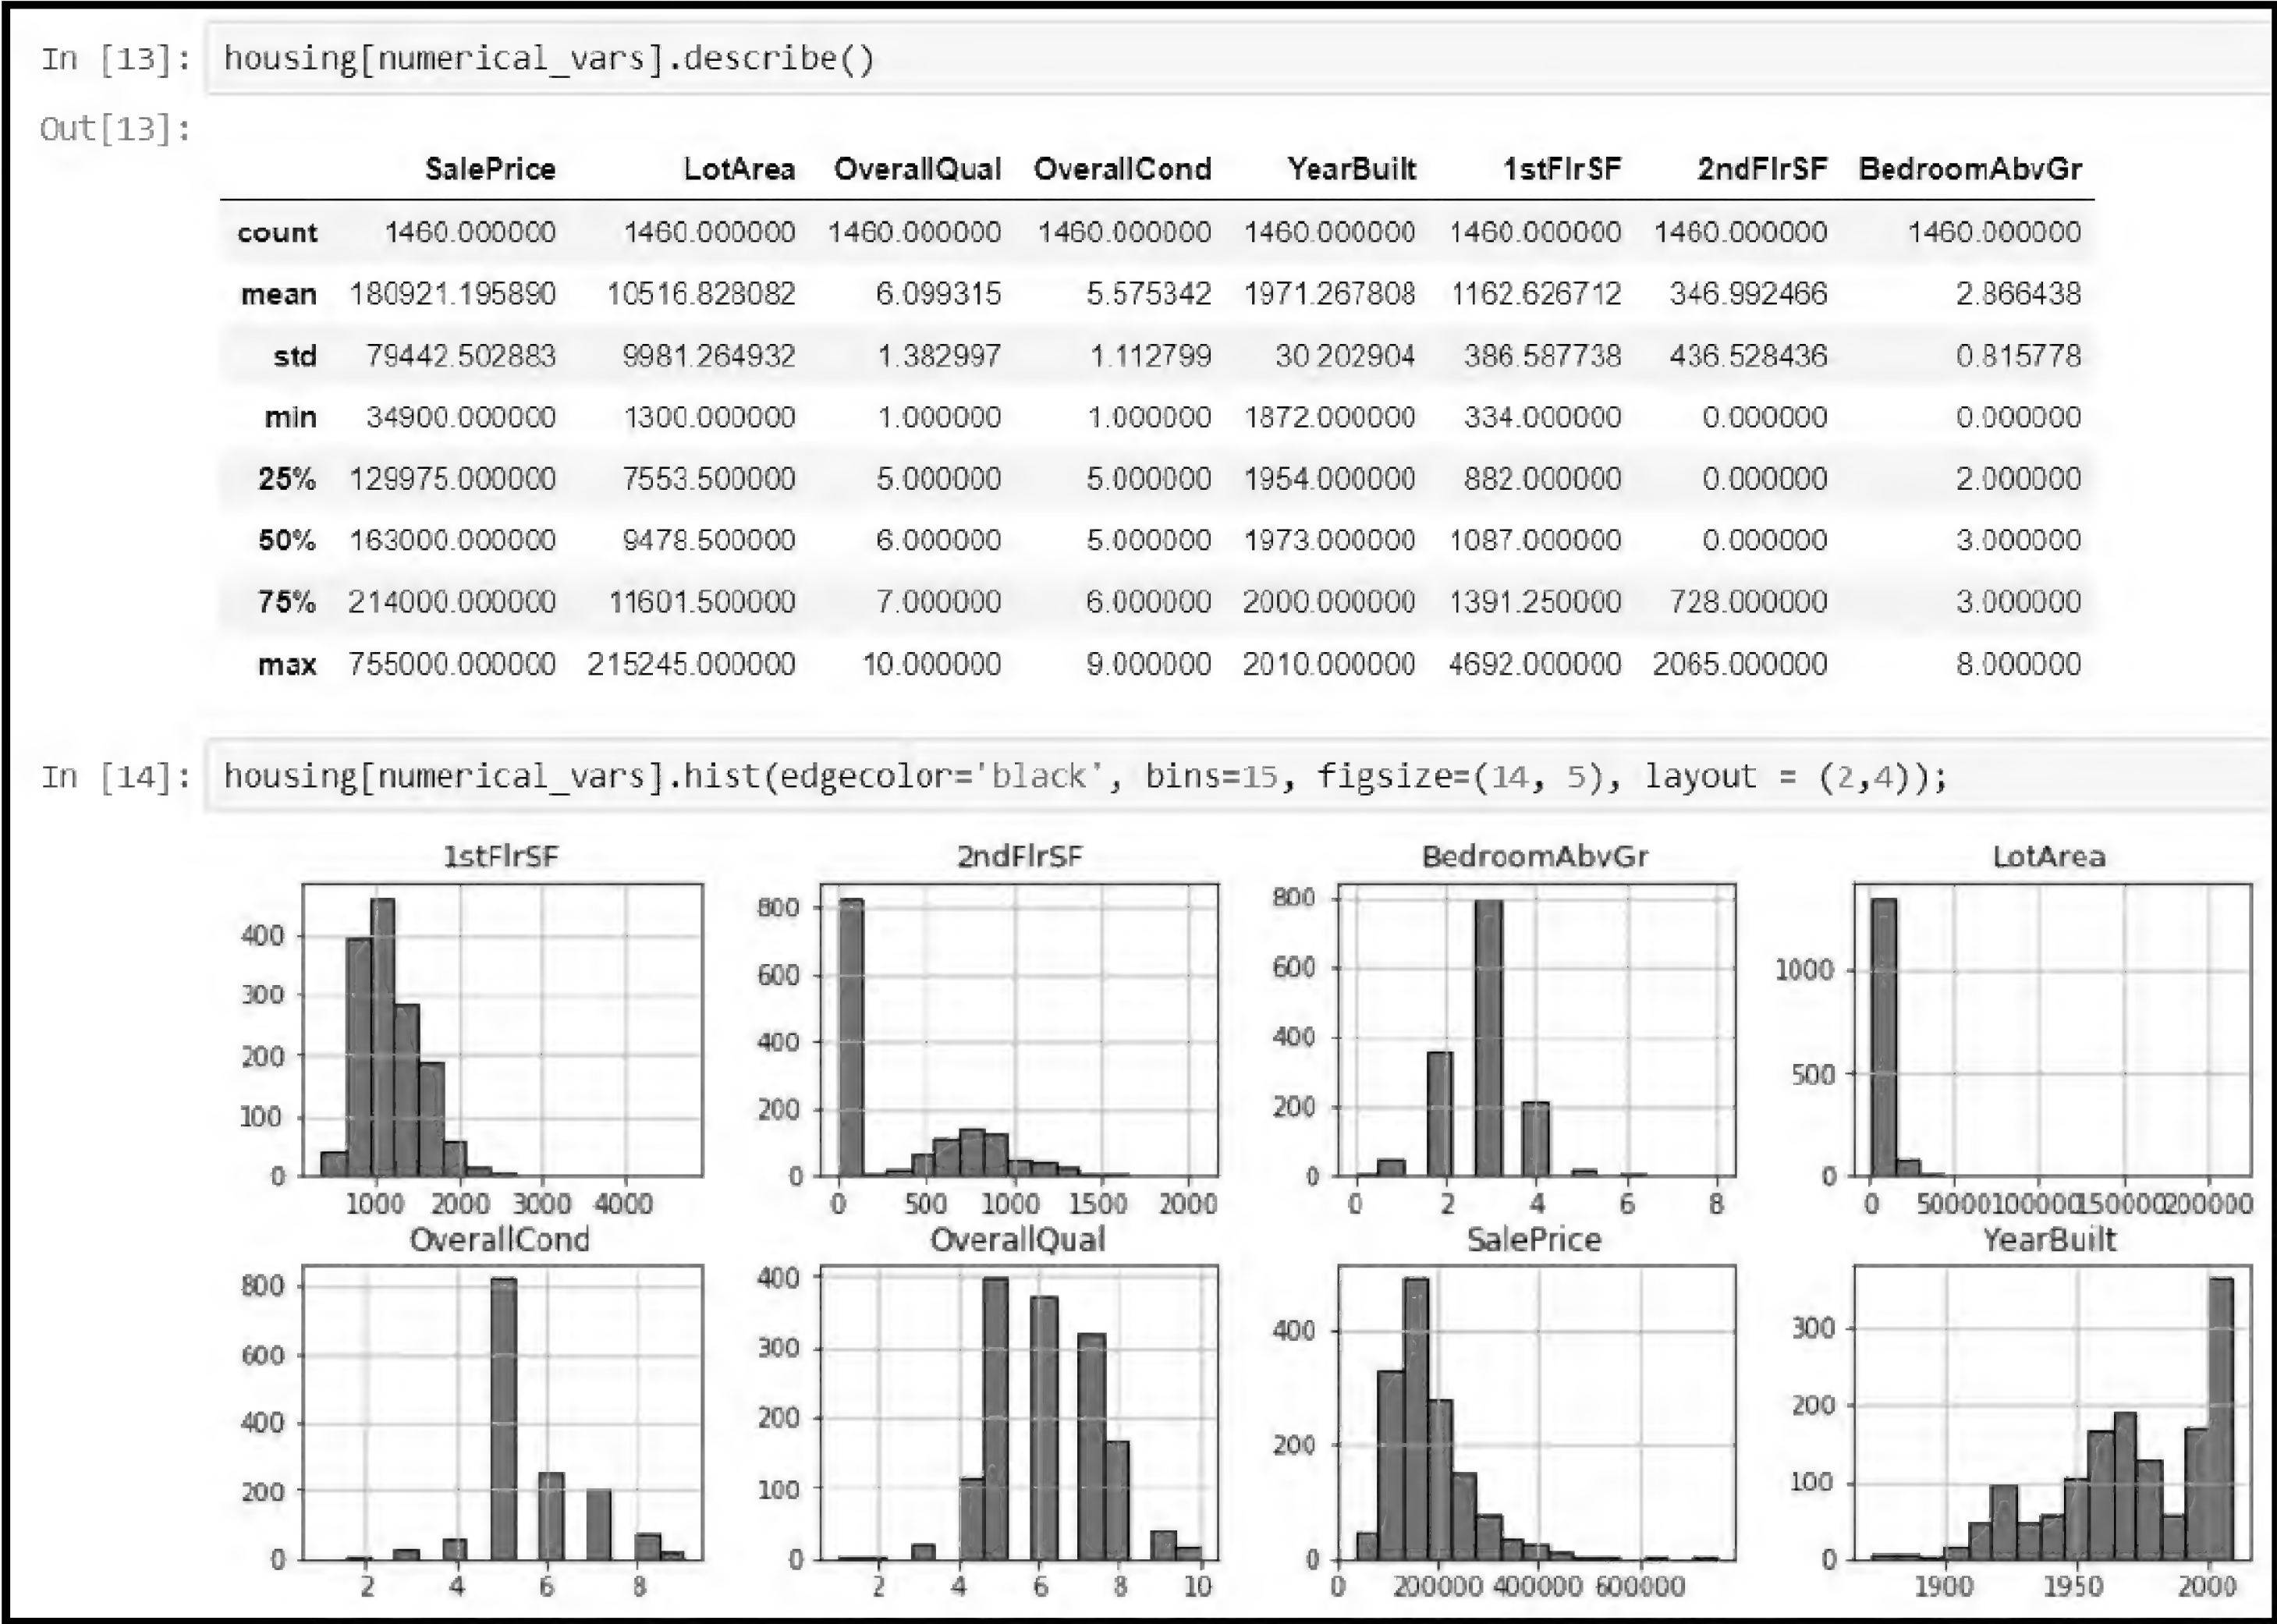 In [13]: housing[numerical_vars].describe()
Out[13]:
SalePrice LotArea OverallQual OverallCond YearBuilt 1stFlrSF 2ndFlrSF BedroomAbvGr
count 1460.000000 1460.000000 1460.000000 1460.000000 1460.000000 1460.000000 1460.000000 1460.000000
mean 180921.195890 10516.828082 6.099315 5.575342 1971.267808 1162.626712 346.992466 2.866438
std 79442.502883 9981.264932 1.382997 1.112799 30.202904 386.587738 436.528436 0.815778
min 34900.000000 1300.000000 1.000000 1.000000 1872.000000 334.000000 0.000000 0.000000
25% 129975.000000 7553.500000 5.000000 5.000000 1954.000000 882.000000 0.000000 2.000000
50% 163000.000000 9478.500000 6.000000 5.000000 1973.000000 1087.000000 0.000000 3.000000
75% 214000.000000 11601.500000 7.000000 6.000000 2000.000000 1391.250000 728.000000 3.000000
max 755000.000000 215245.000000 10.000000 9.000000 2010.000000 4692.000000 2065.000000 8.000000
In [14]: housing[numerical_vars].hist(edgecolor='black', bins=15, figsize=(14, 5), layout = (2,4));
1stFlrSF 2ndFlrSF BedroomAbvGr LotArea
400 800 800 1000
300 600 600 500
200 400 400 0
100 200 200
0 0 0
1000 2000 3000 4000 0 500 1000 1500 2000 0 2 4 6 8 0 50000 100000 150000 200000
OverallCond OverallQual SalePrice YearBuilt
800 400 400 300
600 300 200 200
400 200 0 100
200 100 0
0 0
2 4 6 8 2 4 6 8 10 0 200000 400000 600000 1900 1950 2000